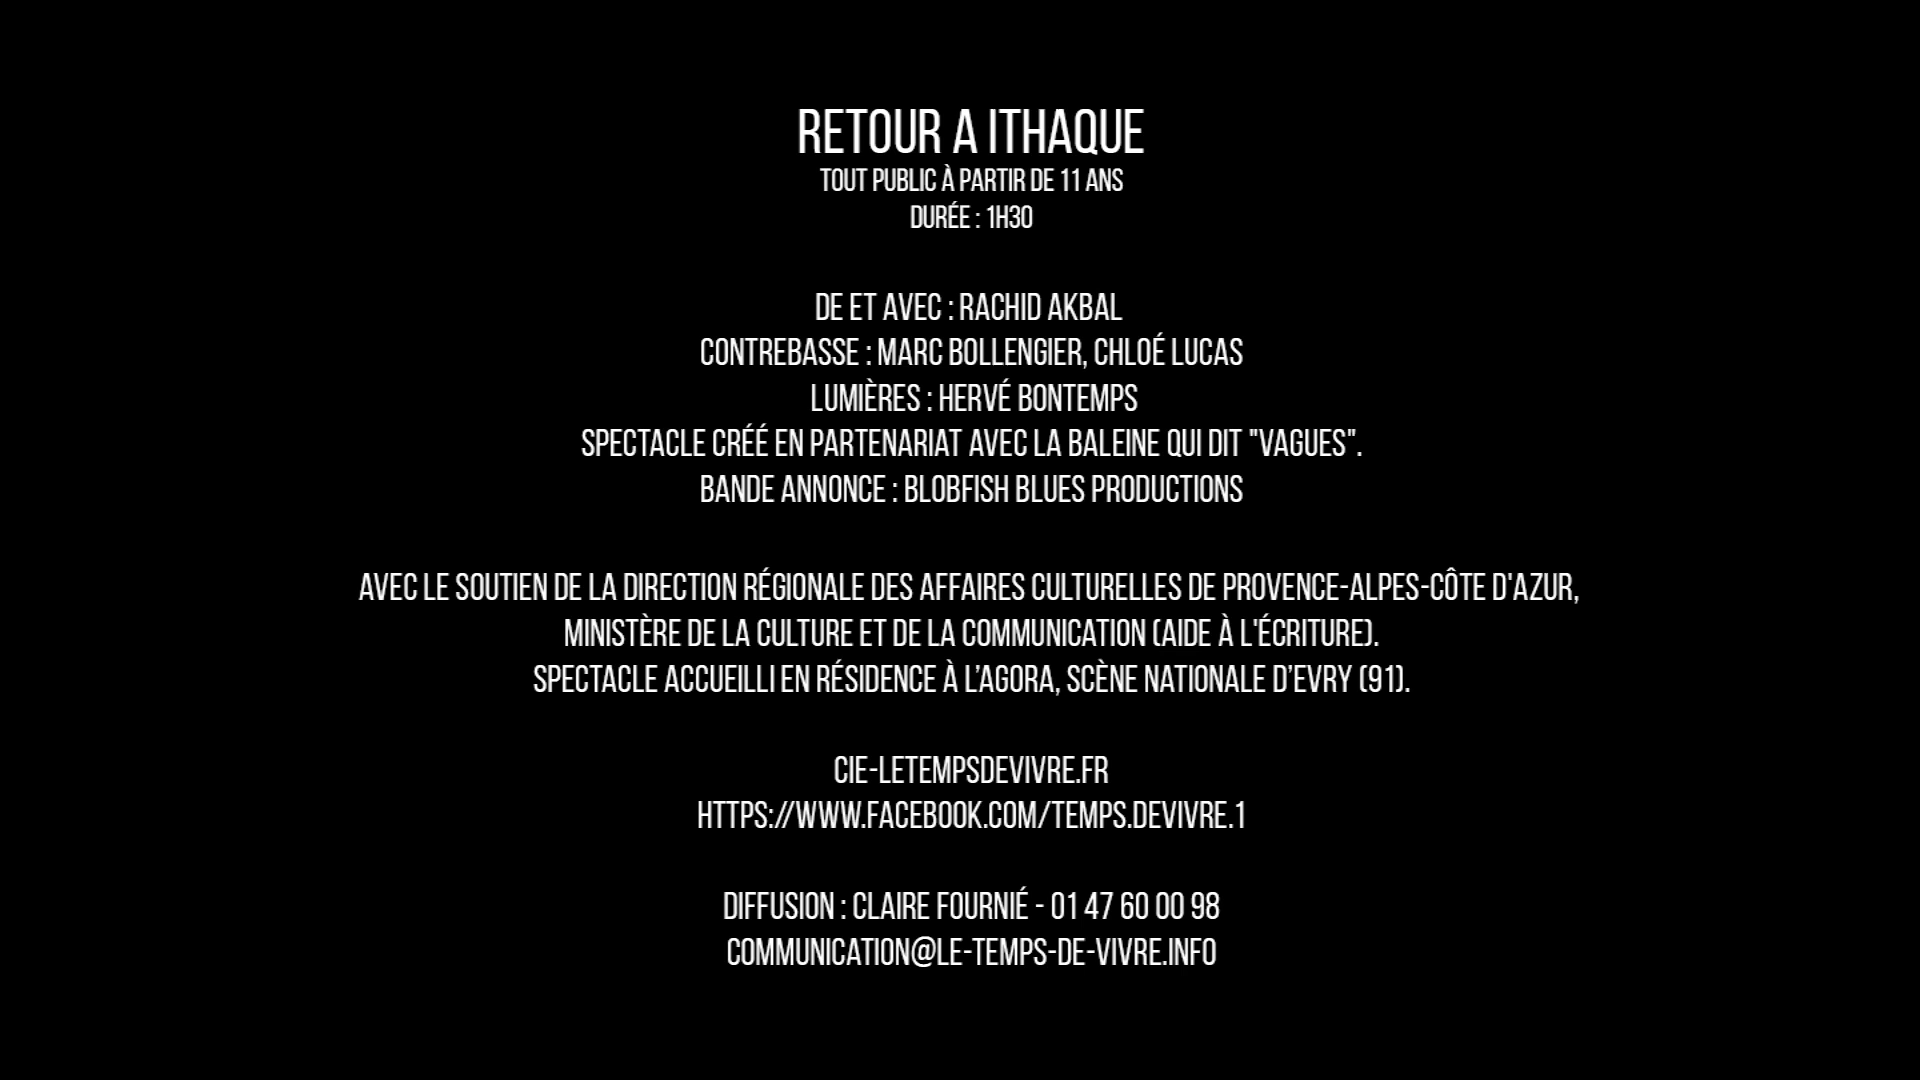 RETOUR A ITHAQUE
TOUT PUBLIC À PARTIR DE 11 ANS
DURÉE : 1H30
DE ET AVEC : RACHID AKBAL
CONTREBASSE : MARC BOLLENGIER, CHLOÉ LUCAS
LUMIÈRES : HERVÉ BONTEMPS
SPECTACLE CRÉÉ EN PARTENARIAT AVEC LA BALEINE QUI DIT "VAGUES".
BANDE ANNONCE : BLOBFISH BLUES PRODUCTIONS
AVEC LE SOUTIEN DE LA DIRECTION RÉGIONALE DES AFFAIRES CULTURELLES DE PROVENCE-ALPES-CÔTE D'AZUR,
MINISTÈRE DE LA CULTURE ET DE LA COMMUNICATION (AIDE À L'ÉCRITURE).
SPECTACLE ACCUEILLI EN RÉSIDENCE À L’AGORA, SCÈNE NATIONALE D’EVRY (91).
CIE-LETEMPSDEVIVRE.FR
HTTPS://WWW.FACEBOOK.COM/TEMPS.DEVIVRE.1
DIFFUSION : CLAIRE FOURNIÉ - 01 47 60 00 98
COMMUNICATION@LE-TEMPS-DE-VIVRE.INFO